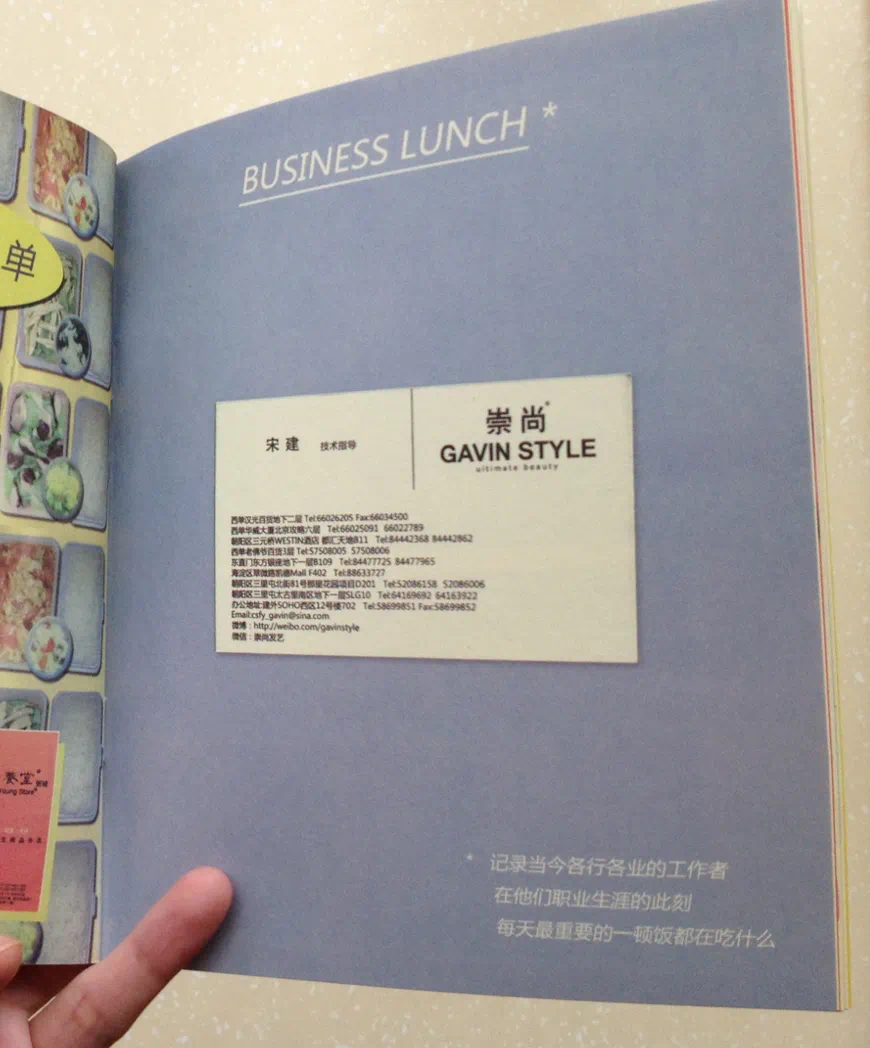 单
BUSINESS LUNCH *
宋建 技术指导
崇尚
GAVIN STYLE
ultimate beauty
西单汉光百货地下二层 Tel:66026205 Fax:66034500
西单华威大厦北京攻略六层 Tel:66025091 66022789
朝阳区三元桥WESTIN酒店 都汇天地B11 Tel:84442368 84442862
西单老佛爷百货3层 Tel:57508005 57508006
东直门东方银座地下一层B109 Tel:84477725 84477965
海淀区翠微路凯德Mall F402 Tel:88633727
朝阳区三里屯北街81号那里花园项目D201 Tel:52086158 52086006
朝阳区三里屯太古里南区地下一层SLG10 Tel:64169692 64163922
办公地址:建外SOHO西区12号楼702 Tel:58699851 Fax:58699852
Email:csfy_gavin@sina.com
微博：http://weibo.com/gavinstyle
微信：崇尚发艺
* 记录当今各行各业的工作者
在他们职业生涯的此刻
每天最重要的一顿饭都在吃什么